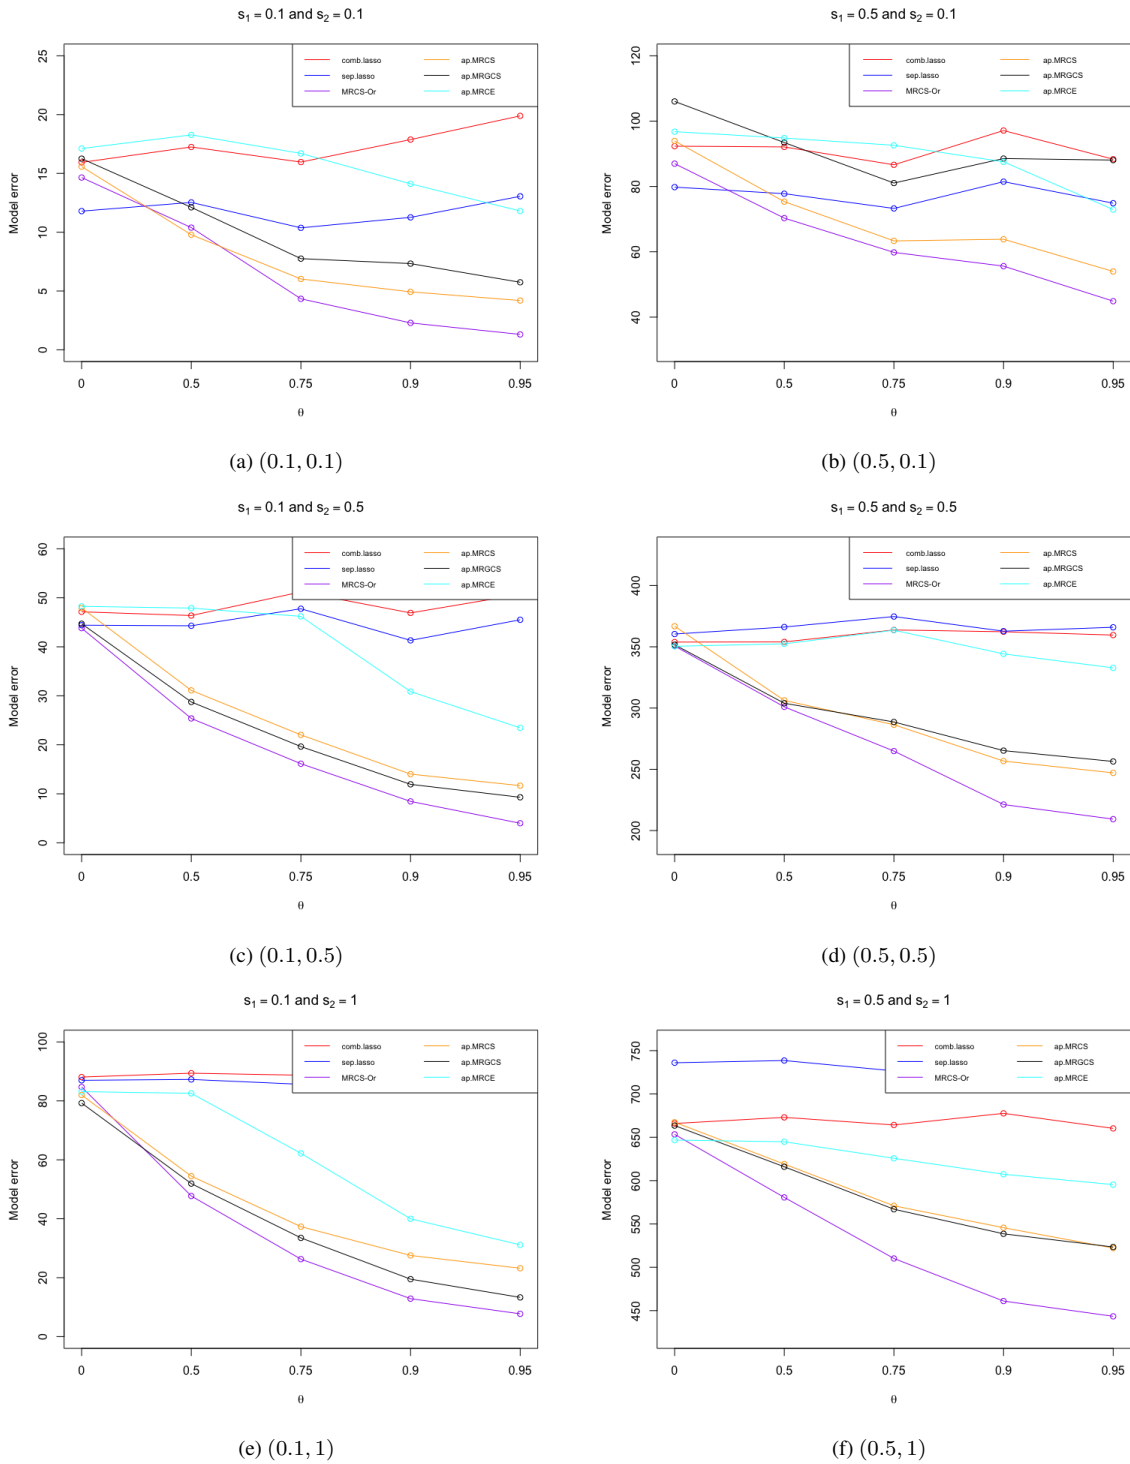 s₁ = 0.1 and s₂ = 0.1
25
20
15
10
5
0
Model error
comb.lasso ap.MRCS
sep.lasso ap.MRGCS
MRCS-Or ap.MRCE
0 0.5 0.75 0.9 0.95
θ
(a) (0.1, 0.1)
s₁ = 0.5 and s₂ = 0.1
120
100
80
60
40
Model error
comb.lasso ap.MRCS
sep.lasso ap.MRGCS
MRCS-Or ap.MRCE
0 0.5 0.75 0.9 0.95
θ
(b) (0.5, 0.1)
s₁ = 0.1 and s₂ = 0.5
60
50
40
30
20
10
0
Model error
comb.lasso ap.MRCS
sep.lasso ap.MRGCS
MRCS-Or ap.MRCE
0 0.5 0.75 0.9 0.95
θ
(c) (0.1, 0.5)
s₁ = 0.5 and s₂ = 0.5
400
350
300
250
200
Model error
comb.lasso ap.MRCS
sep.lasso ap.MRGCS
MRCS-Or ap.MRCE
0 0.5 0.75 0.9 0.95
θ
(d) (0.5, 0.5)
s₁ = 0.1 and s₂ = 1
100
80
60
40
20
0
Model error
comb.lasso ap.MRCS
sep.lasso ap.MRGCS
MRCS-Or ap.MRCE
0 0.5 0.75 0.9 0.95
θ
(e) (0.1, 1)
s₁ = 0.5 and s₂ = 1
750
700
650
600
550
500
450
Model error
comb.lasso ap.MRCS
sep.lasso ap.MRGCS
MRCS-Or ap.MRCE
0 0.5 0.75 0.9 0.95
θ
(f) (0.5, 1)